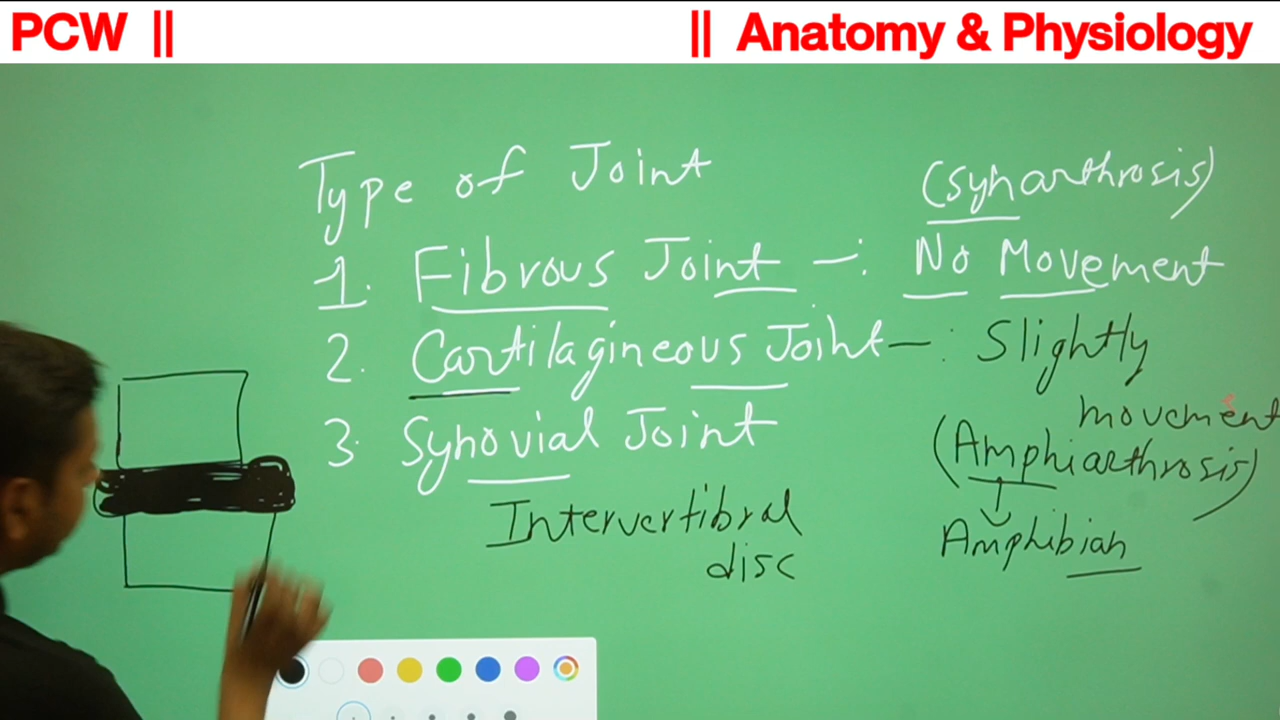 PCW || || Anatomy & Physiology
Type of Joint
(synarthrosis)
1. Fibrous Joint -: No Movement
2. Cartilagineous Joint -: Slightly
movement
3. Synovial Joint
(Amphiarthrosis)
Intervertibral
disc
Amphibian